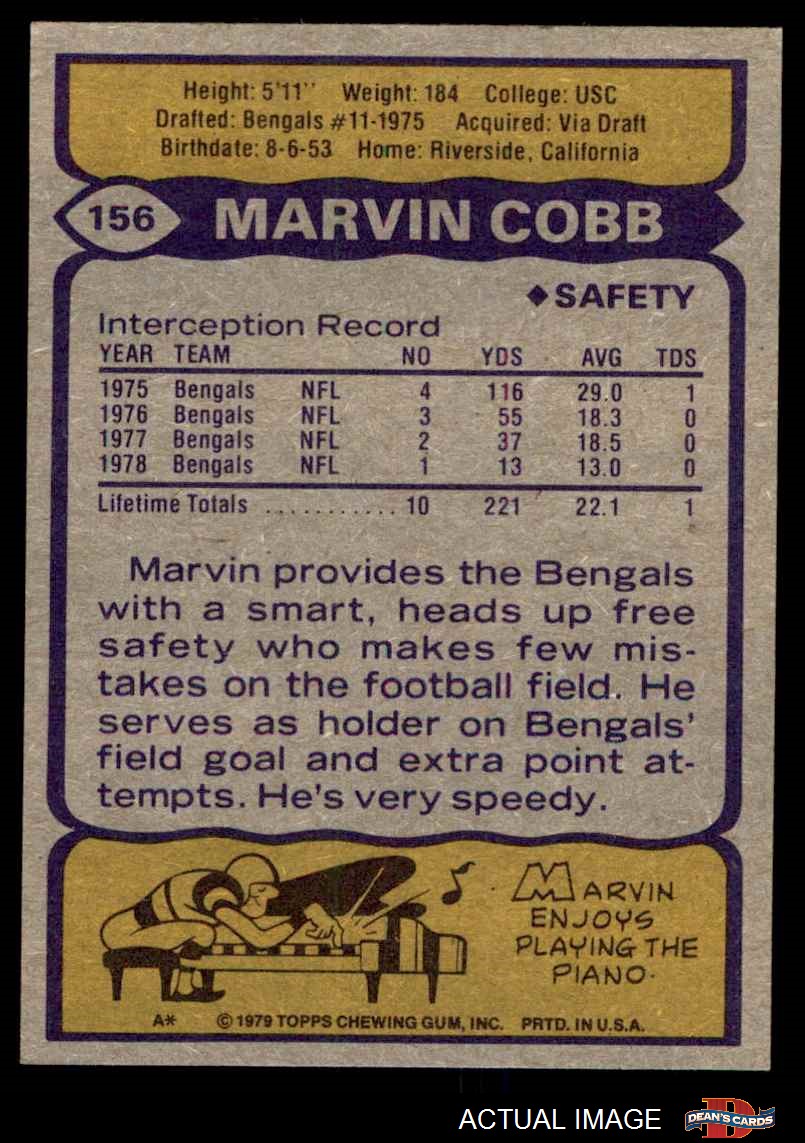 Height: 5'11" Weight: 184 College: USC
Drafted: Bengals #11-1975 Acquired: Via Draft
Birthdate: 8-6-53 Home: Riverside, California
156 MARVIN COBB
◆SAFETY
Interception Record
YEAR TEAM NO YDS AVG TDS
1975 Bengals NFL 4 116 29.0 1
1976 Bengals NFL 3 55 18.3 0
1977 Bengals NFL 2 37 18.5 0
1978 Bengals NFL 1 13 13.0 0
Lifetime Totals ............ 10 221 22.1 1
Marvin provides the Bengals
with a smart, heads up free
safety who makes few mis-
takes on the football field. He
serves as holder on Bengals'
field goal and extra point at-
tempts. He's very speedy.
MARVIN
ENJOYS
PLAYING THE
PIANO.
A* © 1979 TOPPS CHEWING GUM, INC. PRTD. IN U.S.A.
ACTUAL IMAGE D DEAN'S CARDS